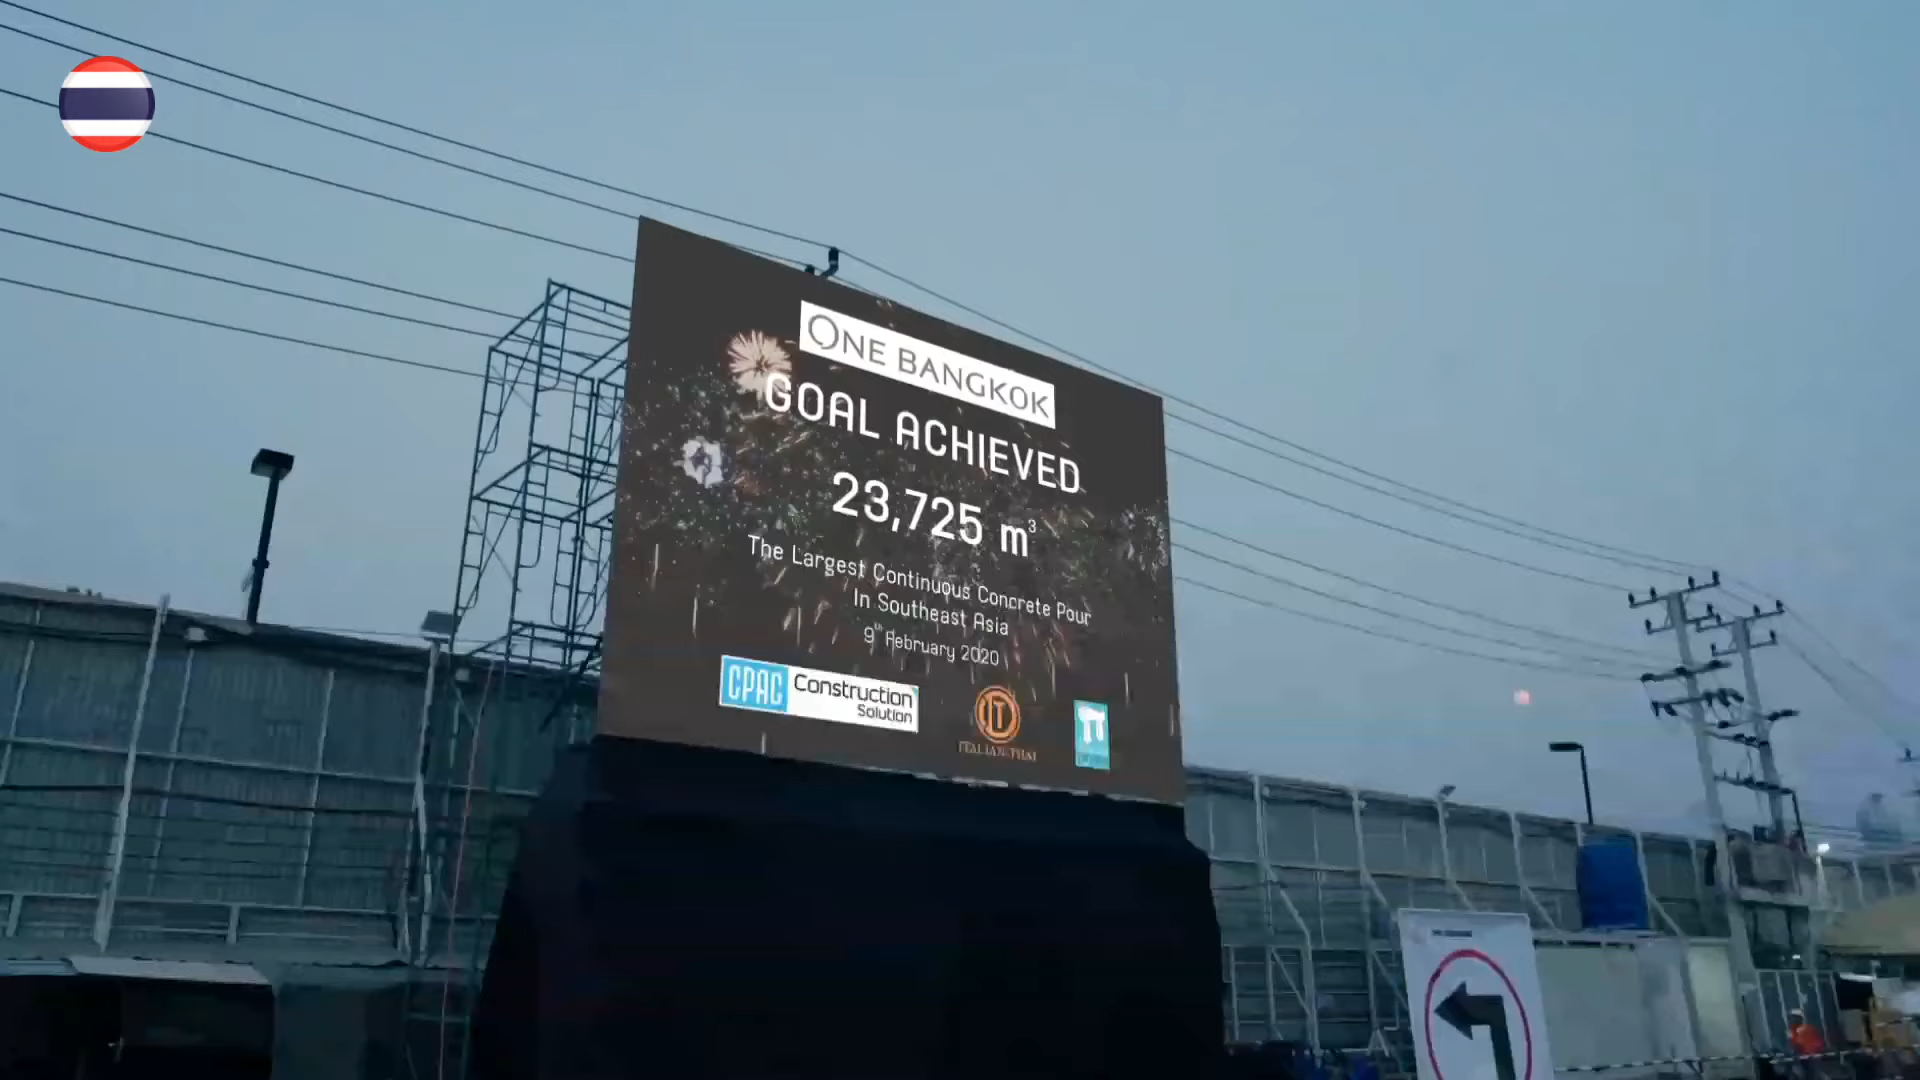 ONE BANGKOK
GOAL ACHIEVED
23,725 m³
The Largest Continuous Concrete Pour
In Southeast Asia
9th February 2020
CPAC Construction
Solution
ITALIAN-THAI